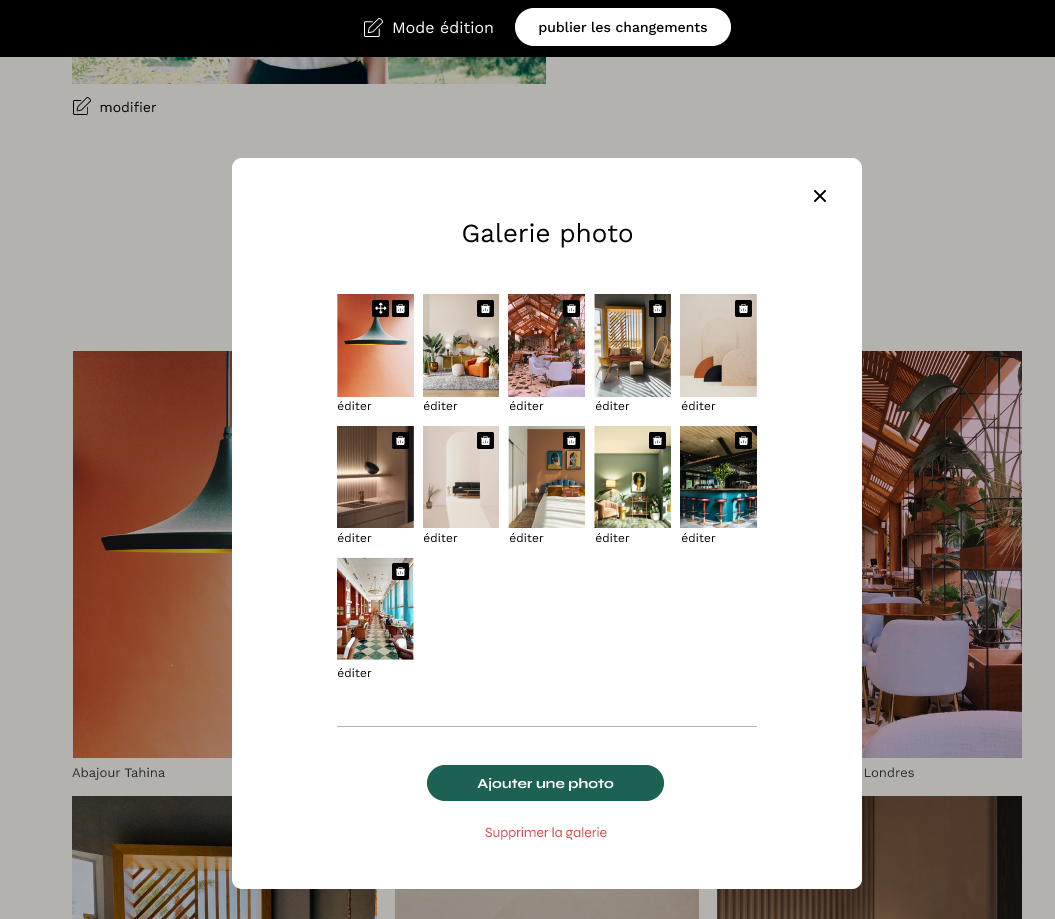 Mode édition
publier les changements
modifier
Galerie photo
éditer
éditer
éditer
éditer
éditer
éditer
éditer
éditer
éditer
éditer
éditer
Ajouter une photo
Supprimer la galerie
Abajour Tahina
Londres